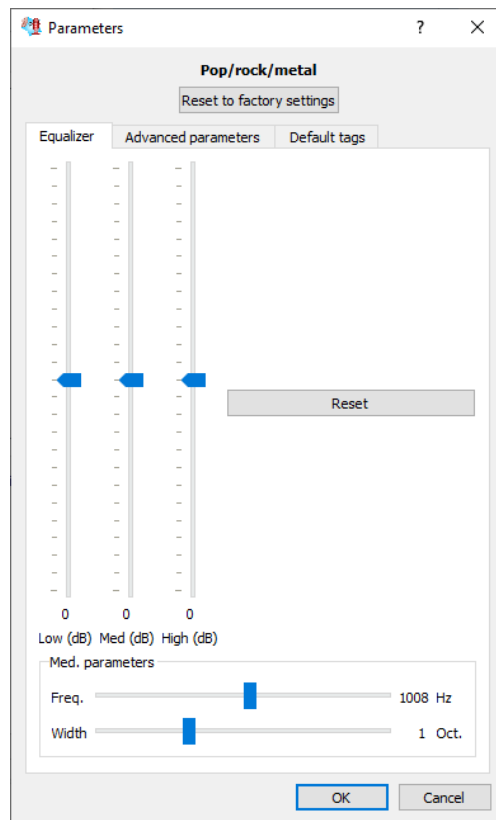 Parameters
?
Pop/rock/metal
Reset to factory settings
Equalizer
Advanced parameters
Default tags
Reset
0 0 0
Low (dB) Med (dB) High (dB)
Med. parameters
Freq. 1008 Hz
Width 1 Oct.
OK
Cancel